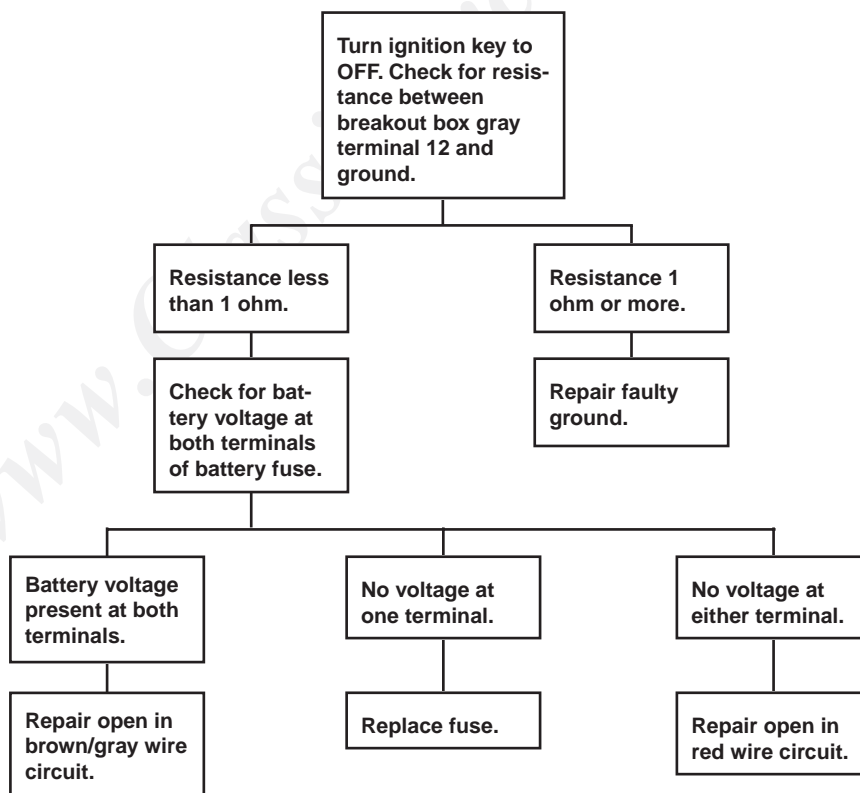 Turn ignition key to
OFF. Check for resis-
tance between
breakout box gray
terminal 12 and
ground.
Resistance less
than 1 ohm.
Resistance 1
ohm or more.
Check for bat-
tery voltage at
both terminals
of battery fuse.
Repair faulty
ground.
Battery voltage
present at both
terminals.
No voltage at
one terminal.
No voltage at
either terminal.
Repair open in
brown/gray wire
circuit.
Replace fuse.
Repair open in
red wire circuit.